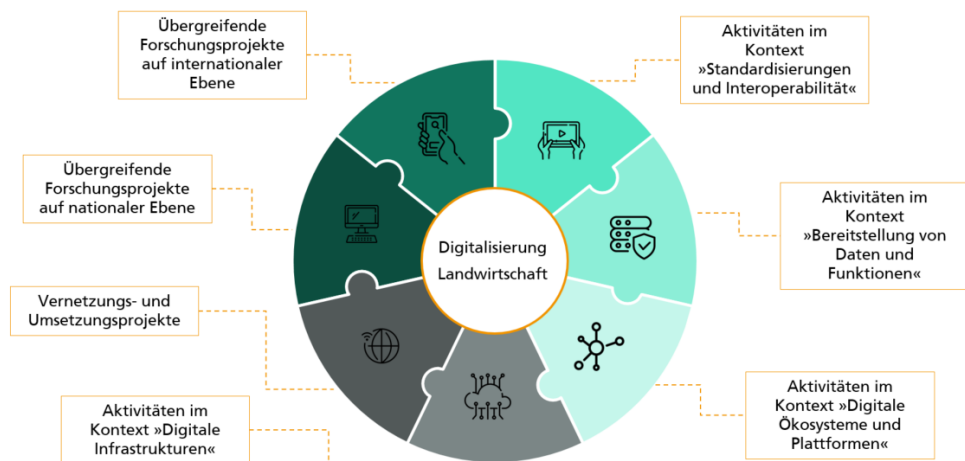 Übergreifende
Forschungsprojekte
auf internationaler
Ebene
Aktivitäten im
Kontext
»Standardisierungen
und Interoperabilität«
Übergreifende
Forschungsprojekte
auf nationaler Ebene
Digitalisierung
Landwirtschaft
Aktivitäten im
Kontext
»Bereitstellung von
Daten und
Funktionen«
Vernetzungs- und
Umsetzungsprojekte
Aktivitäten im
Kontext »Digitale
Infrastrukturen«
Aktivitäten im
Kontext »Digitale
Ökosysteme und
Plattformen«